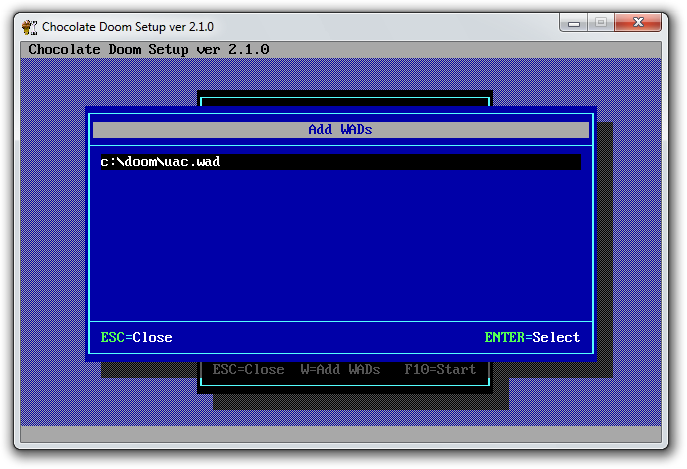 Chocolate Doom Setup ver 2.1.0
Chocolate Doom Setup ver 2.1.0
Add WADs
c:\doom\uac.wad
ESC=Close ENTER=Select
ESC=Close W=Add WADs F10=Start